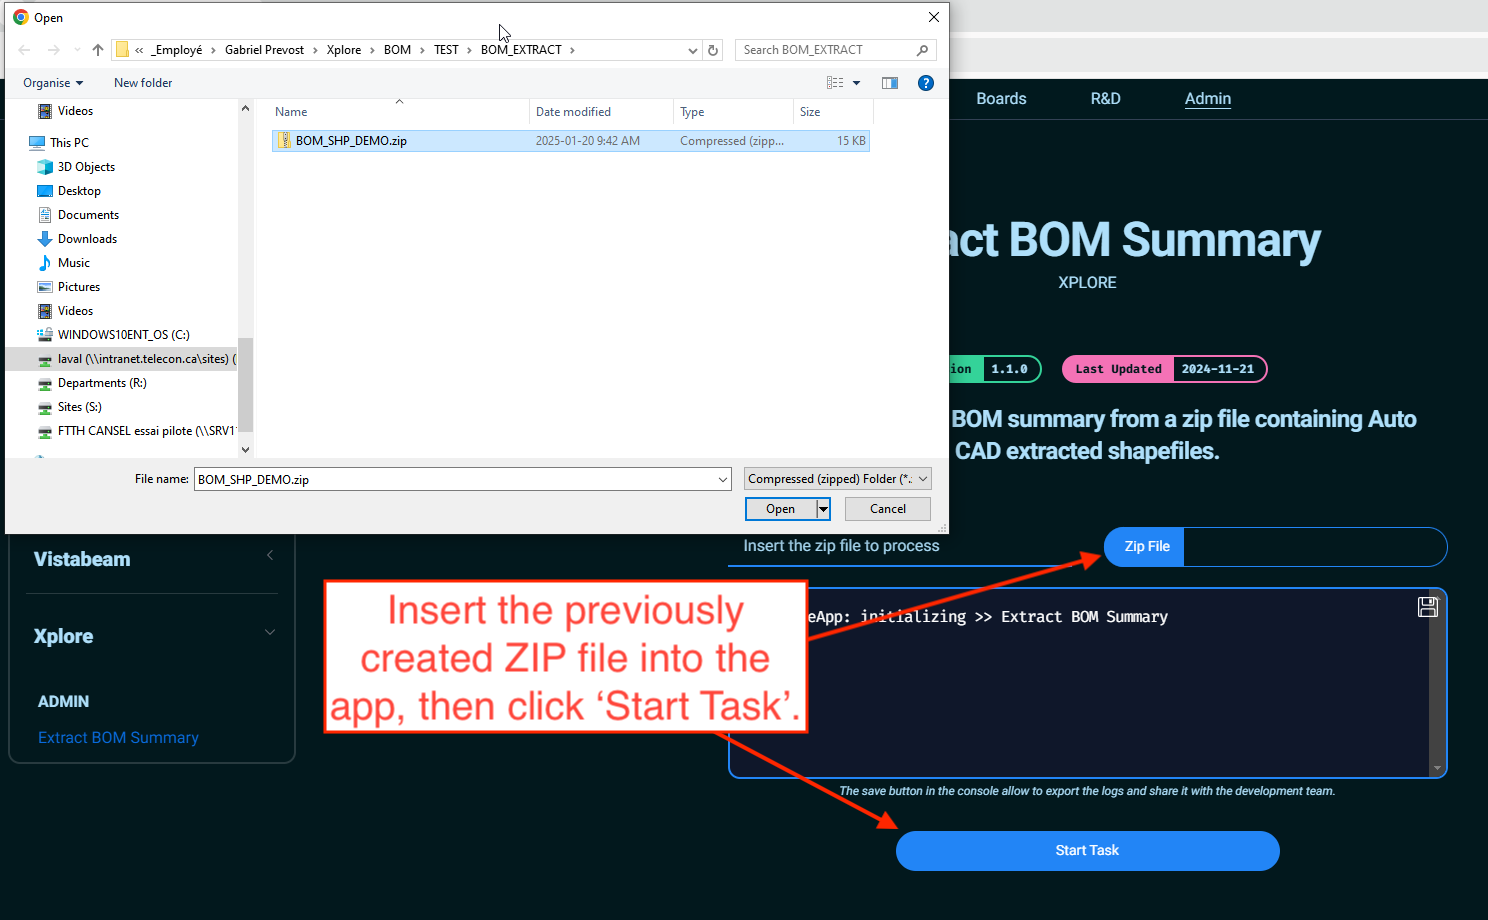 Open
« _Employé > Gabriel Prevost > Xplore > BOM > TEST > BOM_EXTRACT >
Search BOM_EXTRACT
Organise
New folder
Videos
This PC
3D Objects
Desktop
Documents
Downloads
Music
Pictures
Videos
WINDOWS10ENT_OS (C:)
laval (\\intranet.telecon.ca\sites) (
Departments (R:)
Sites (S:)
FTTH CANSEL essai pilote (\\SRV1
Name Date modified Type Size
BOM_SHP_DEMO.zip 2025-01-20 9:42 AM Compressed (zipp... 15 KB
File name: BOM_SHP_DEMO.zip
Compressed (zipped) Folder (*.
Open
Cancel
Boards R&D Admin
act BOM Summary
XPLORE
ion 1.1.0
Last Updated 2024-11-21
BOM summary from a zip file containing Auto
CAD extracted shapefiles.
Insert the zip file to process
Zip File
Vistabeam
Xplore
ADMIN
Extract BOM Summary
Insert the previously
created ZIP file into the
app, then click ‘Start Task’.
eApp: initializing >> Extract BOM Summary
The save button in the console allow to export the logs and share it with the development team.
Start Task